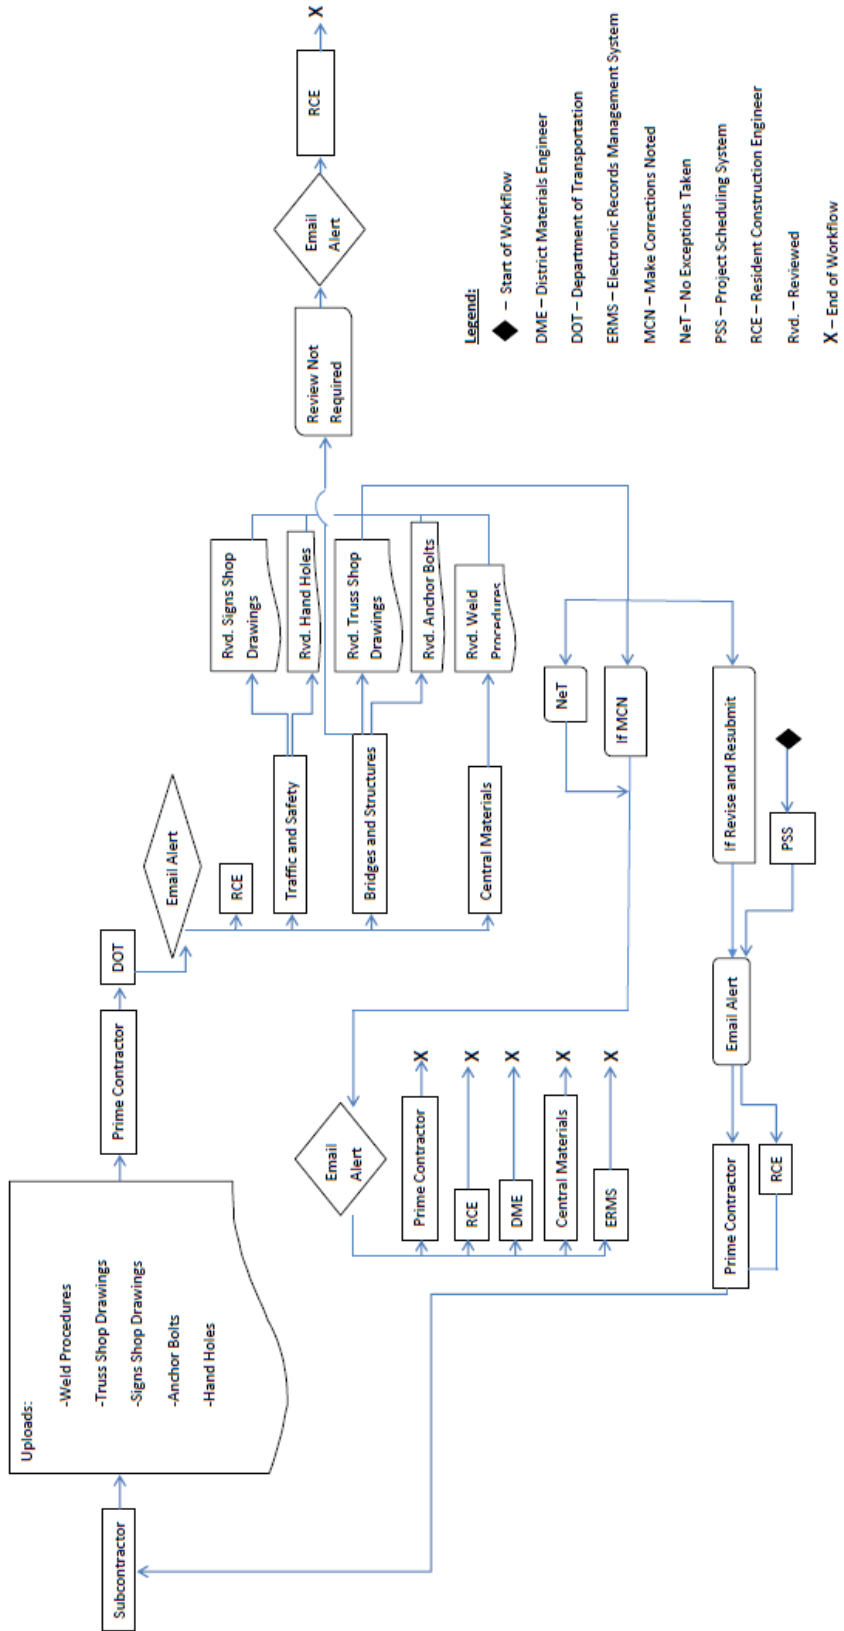 Subcontractor
Uploads:
-Weld Procedures
-Truss Shop Drawings
-Signs Shop Drawings
-Anchor Bolts
-Hand Holes
Prime Contractor
DOT
Email Alert
RCE
Traffic and Safety
Bridges and Structures
Central Materials
Rvd. Signs Shop
Drawings
Rvd. Hand Holes
Rvd. Truss Shop
Drawings
Rvd. Anchor Bolts
Rvd. Weld
Procedures
Review Not
Required
Email
Alert
RCE
X
NeT
If MCN
If Revise and Resubmit
PSS
Email Alert
Prime Contractor
RCE
Email
Alert
Prime Contractor
X
RCE
X
DME
X
Central Materials
X
ERMS
X
Legend:
– Start of Workflow
DME – District Materials Engineer
DOT – Department of Transportation
ERMS – Electronic Records Management System
MCN – Make Corrections Noted
NeT – No Exceptions Taken
PSS – Project Scheduling System
RCE – Resident Construction Engineer
Rvd. – Reviewed
X – End of Workflow